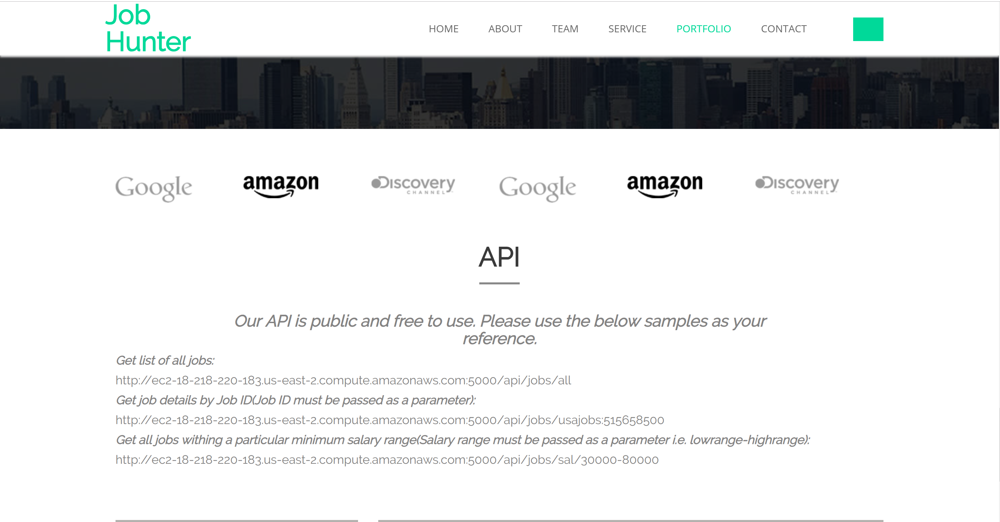 Job
Hunter
HOME ABOUT TEAM SERVICE PORTFOLIO CONTACT
Google amazon Discovery CHANNEL Google amazon Discovery CHANNEL
API
Our API is public and free to use. Please use the below samples as your
reference.
Get list of all jobs:
http://ec2-18-218-220-183.us-east-2.compute.amazonaws.com:5000/api/jobs/all
Get job details by Job ID(Job ID must be passed as a parameter):
http://ec2-18-218-220-183.us-east-2.compute.amazonaws.com:5000/api/jobs/usajobs:515658500
Get all jobs withing a particular minimum salary range(Salary range must be passed as a parameter i.e. lowrange-highrange):
http://ec2-18-218-220-183.us-east-2.compute.amazonaws.com:5000/api/jobs/sal/30000-80000